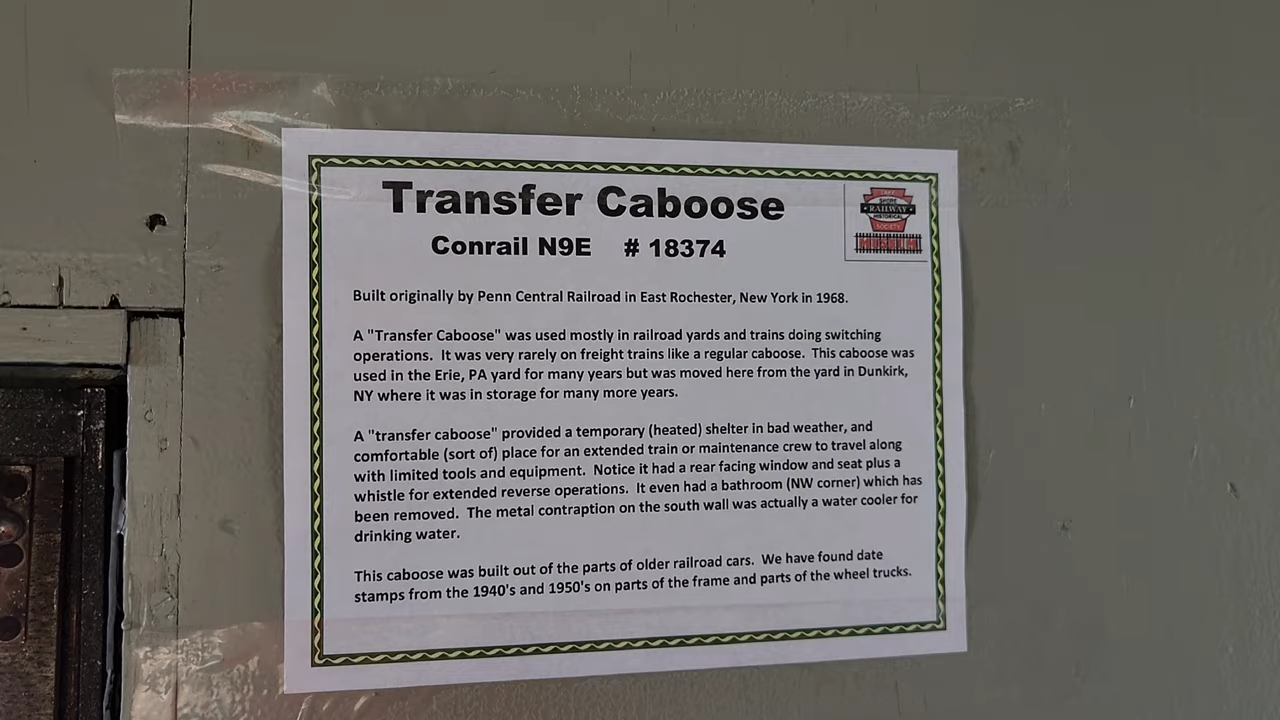 Transfer Caboose
Conrail N9E # 18374
LAKE
SHORE
RAILWAY
HISTORICAL
SOCIETY
MUSEUM
Built originally by Penn Central Railroad in East Rochester, New York in 1968.
A "Transfer Caboose" was used mostly in railroad yards and trains doing switching
operations. It was very rarely on freight trains like a regular caboose. This caboose was
used in the Erie, PA yard for many years but was moved here from the yard in Dunkirk,
NY where it was in storage for many more years.
A "transfer caboose" provided a temporary (heated) shelter in bad weather, and
comfortable (sort of) place for an extended train or maintenance crew to travel along
with limited tools and equipment. Notice it had a rear facing window and seat plus a
whistle for extended reverse operations. It even had a bathroom (NW corner) which has
been removed. The metal contraption on the south wall was actually a water cooler for
drinking water.
This caboose was built out of the parts of older railroad cars. We have found date
stamps from the 1940's and 1950's on parts of the frame and parts of the wheel trucks.